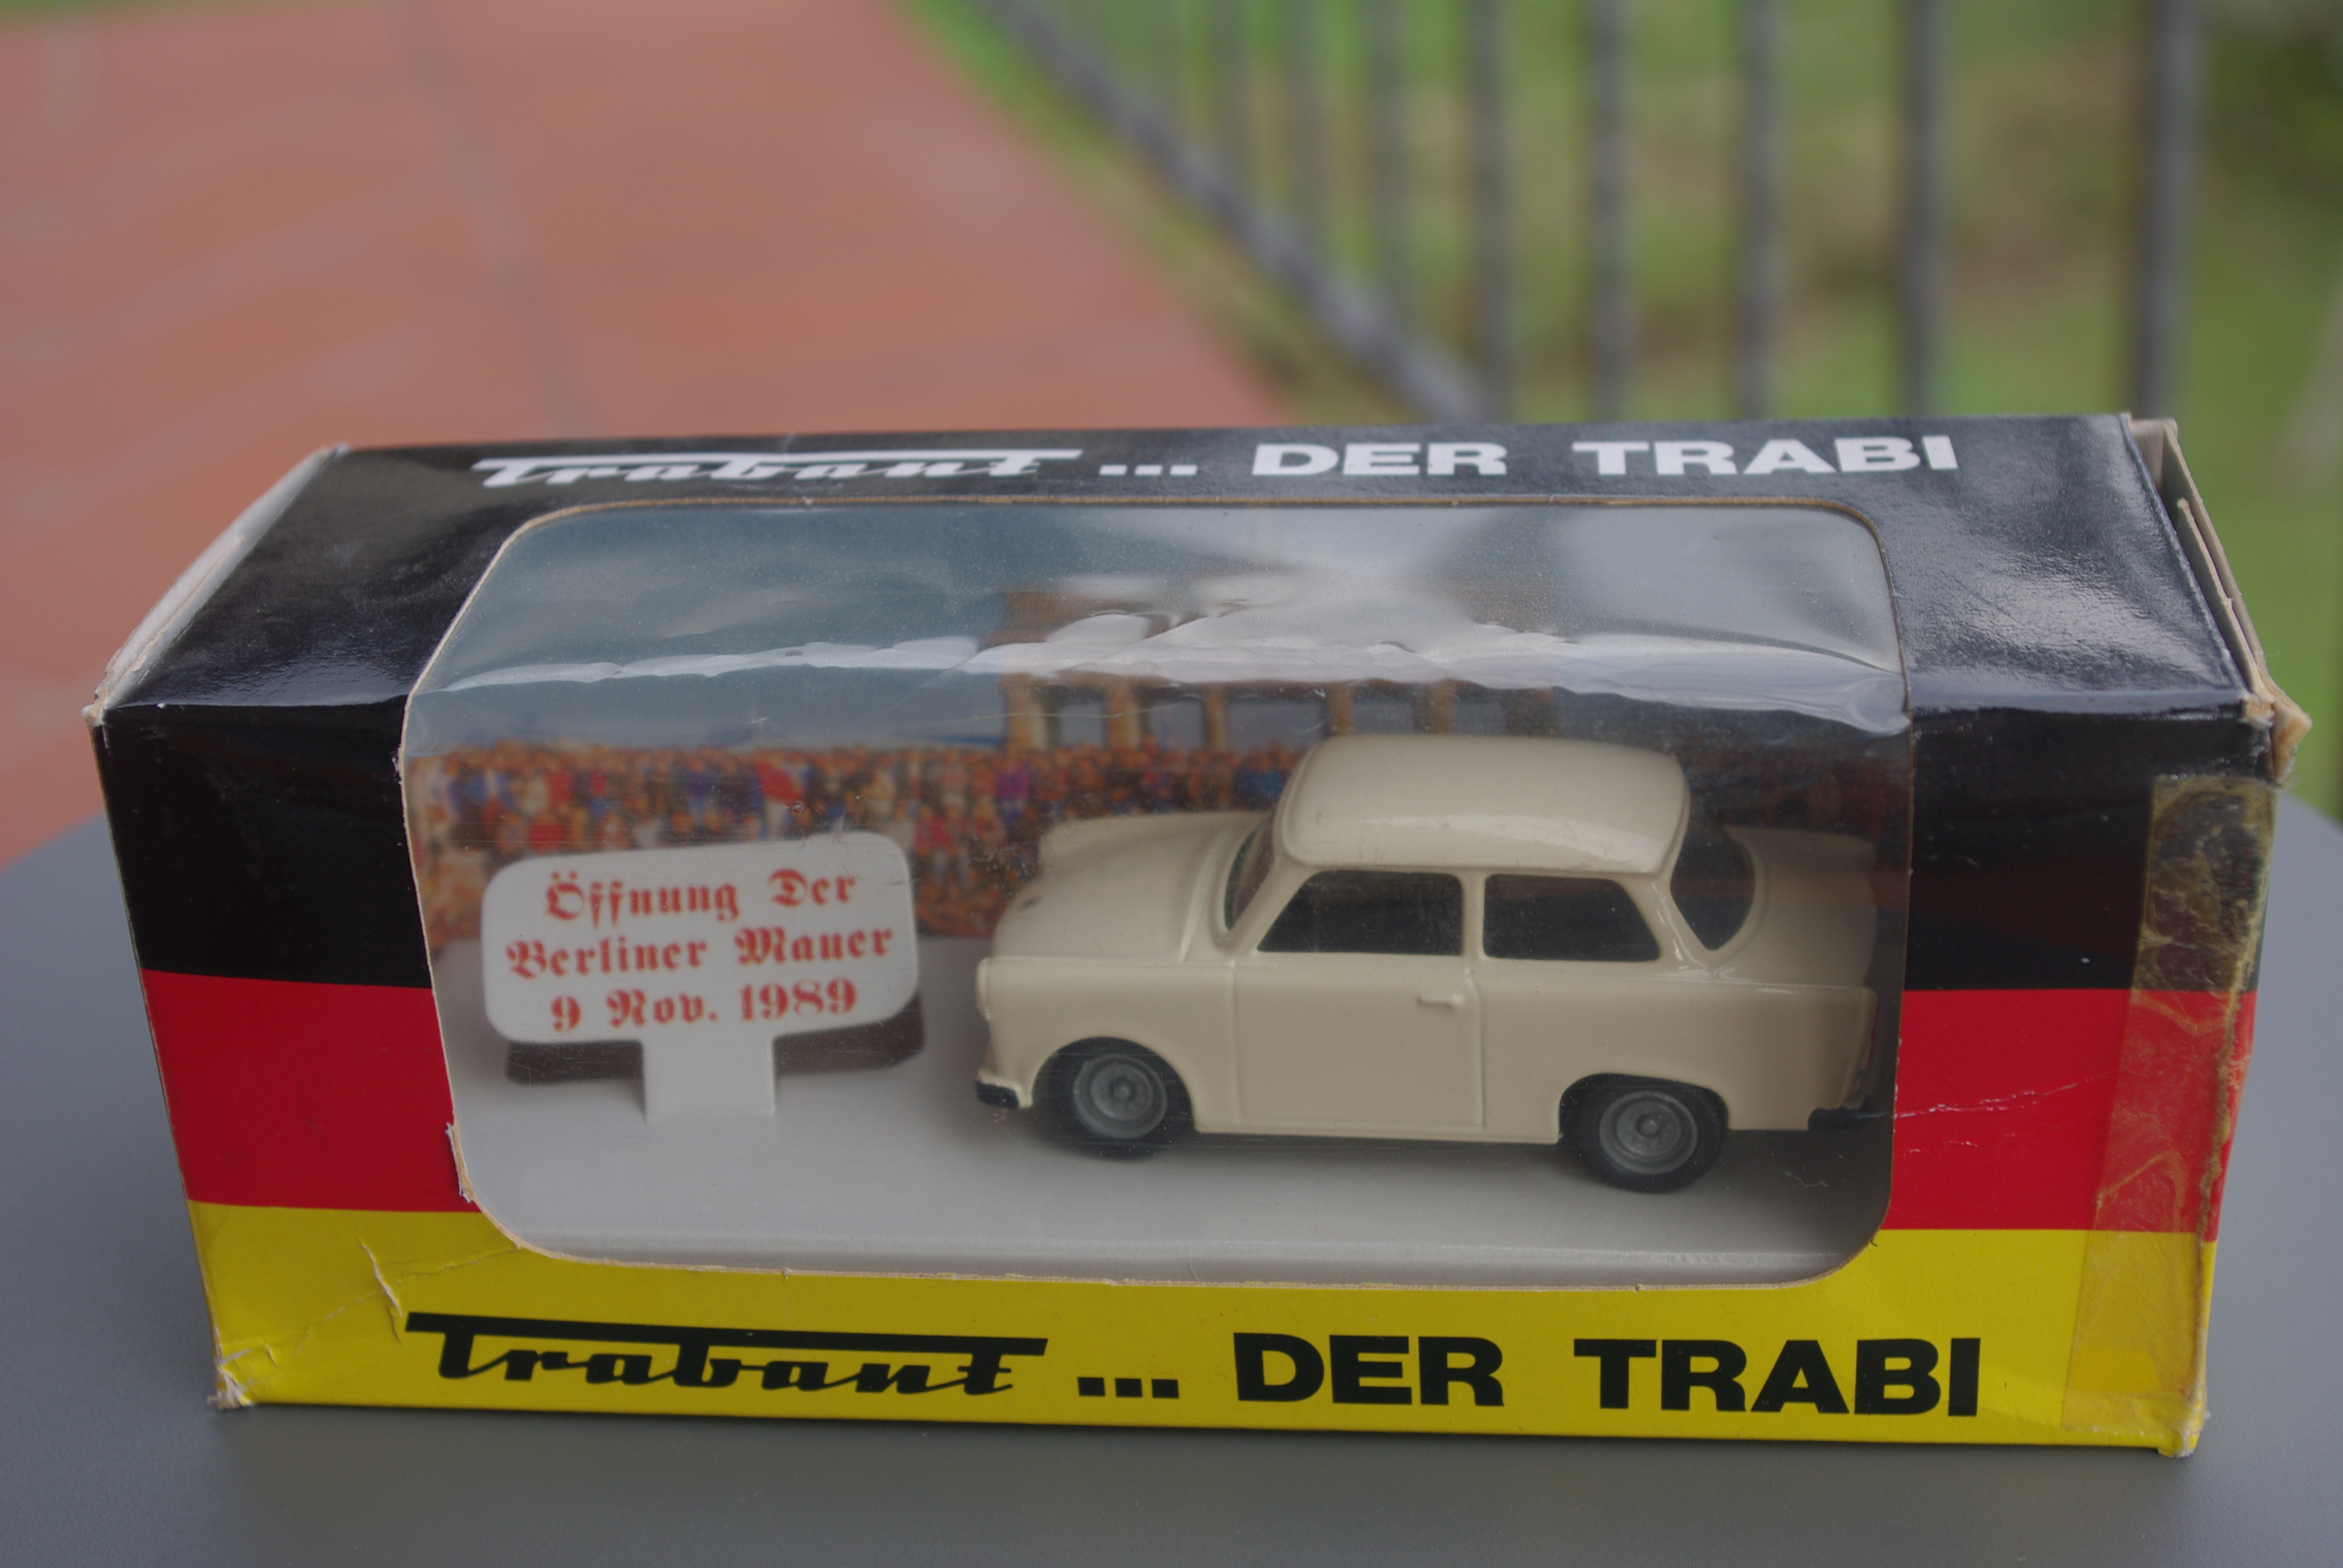 Trabant ... DER TRABI
Öffnung Der
Berliner Mauer
9 Nov. 1989
Trabant ... DER TRABI